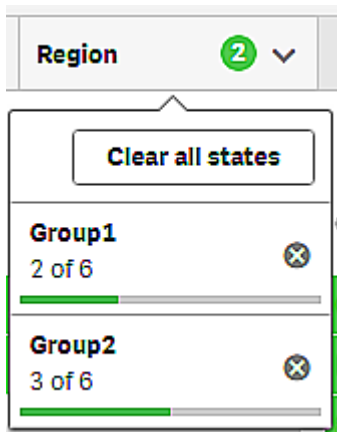 Region 2
Clear all states
Group1
2 of 6
Group2
3 of 6